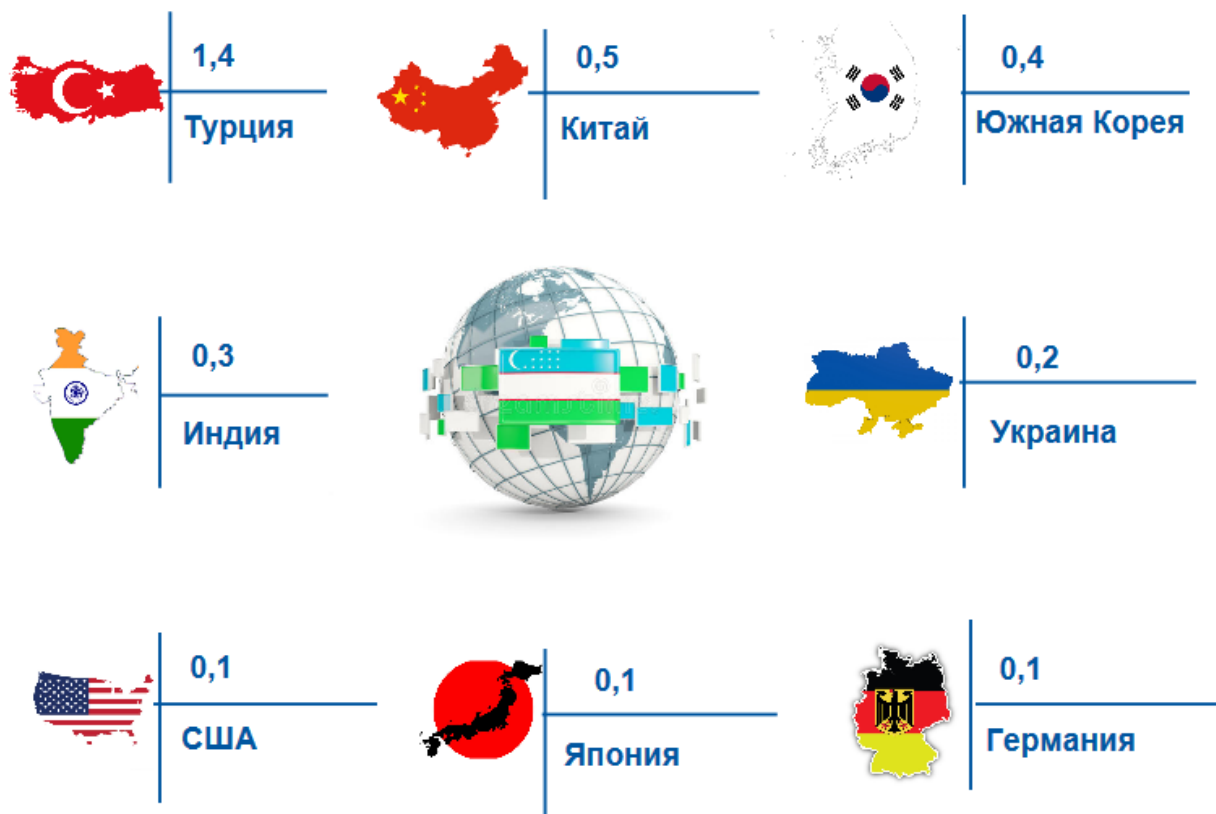 1,4
Турция
0,5
Китай
0,4
Южная Корея
0,3
Индия
0,2
Украина
0,1
США
0,1
Япония
0,1
Германия